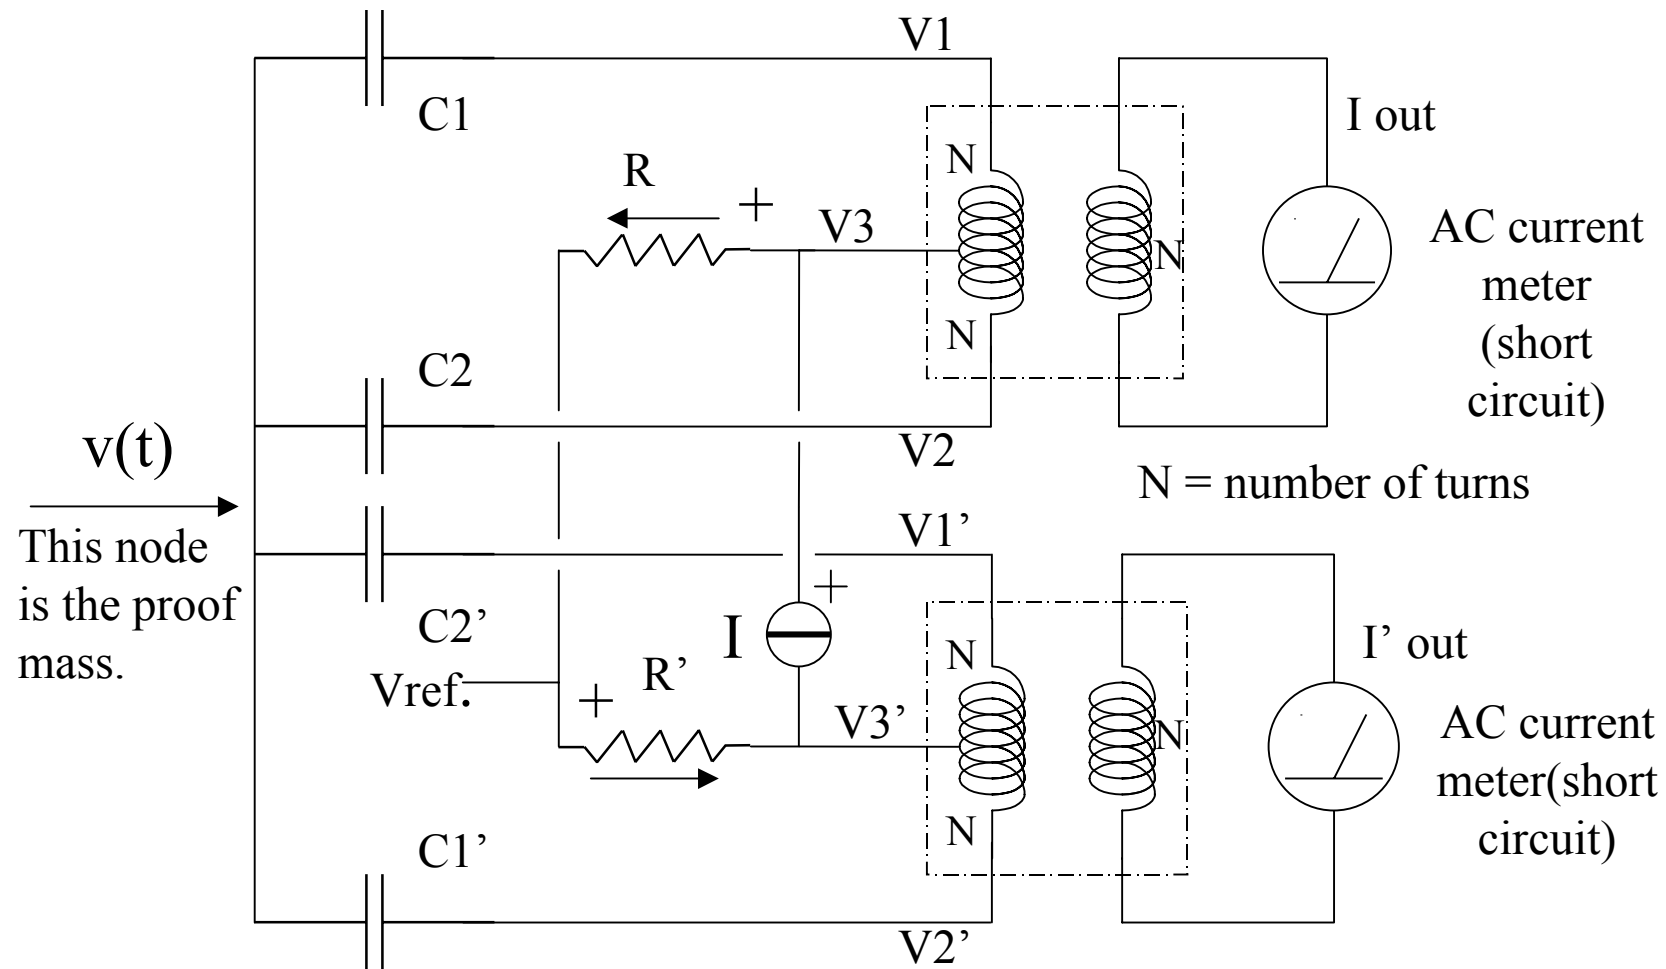 V1
C1
I out
N
R
+
V3
N
AC current
meter
(short
circuit)
N
C2
V2
v(t)
This node
is the proof
mass.
N = number of turns
V1’
+
C2’
I
N
I’ out
Vref.
+
R’
V3’
N
AC current
meter(short
circuit)
N
C1’
V2’